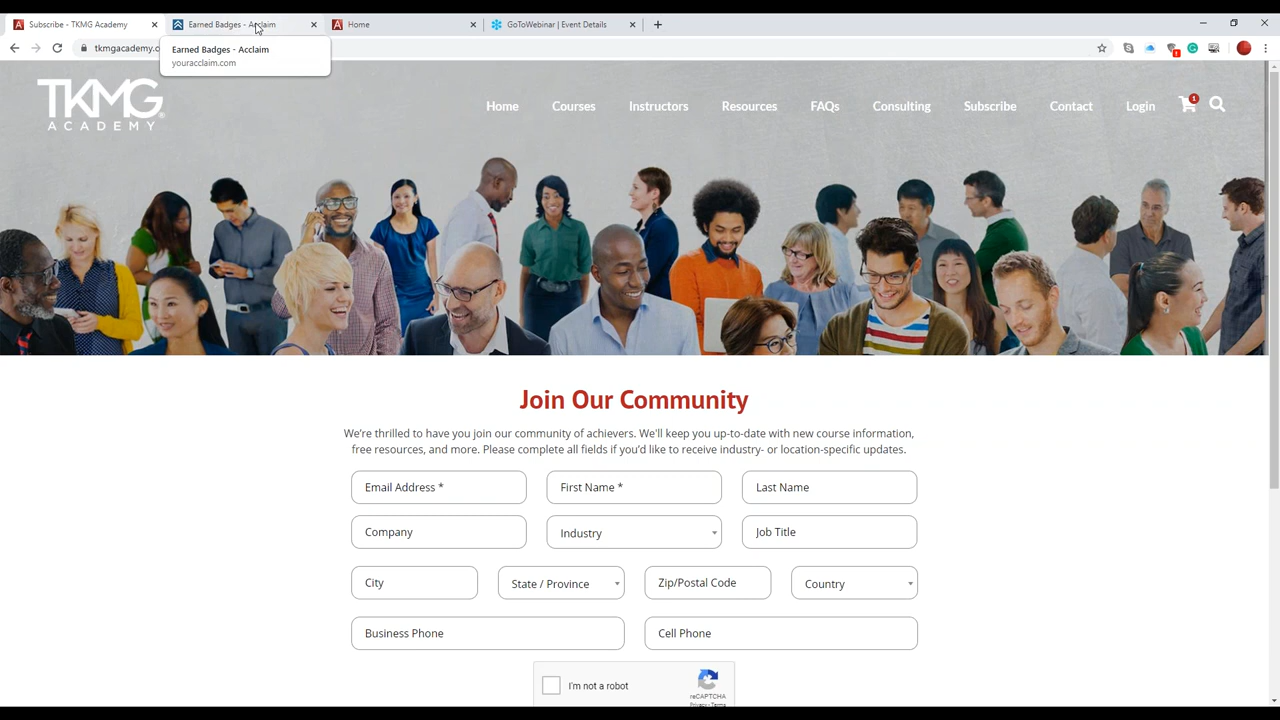 Subscribe - TKMG Academy
Earned Badges - Acclaim
Home
GoToWebinar | Event Details
tkmgacademy.c
Earned Badges - Acclaim
youracclaim.com
TKMG
ACADEMY
Home
Courses
Instructors
Resources
FAQs
Consulting
Subscribe
Contact
Login
1
Join Our Community
We're thrilled to have you join our community of achievers. We'll keep you up-to-date with new course information,
free resources, and more. Please complete all fields if you'd like to receive industry- or location-specific updates.
Email Address *
First Name *
Last Name
Company
Industry
Job Title
City
State / Province
Zip/Postal Code
Country
Business Phone
Cell Phone
I'm not a robot
reCAPTCHA
Privacy - Terms